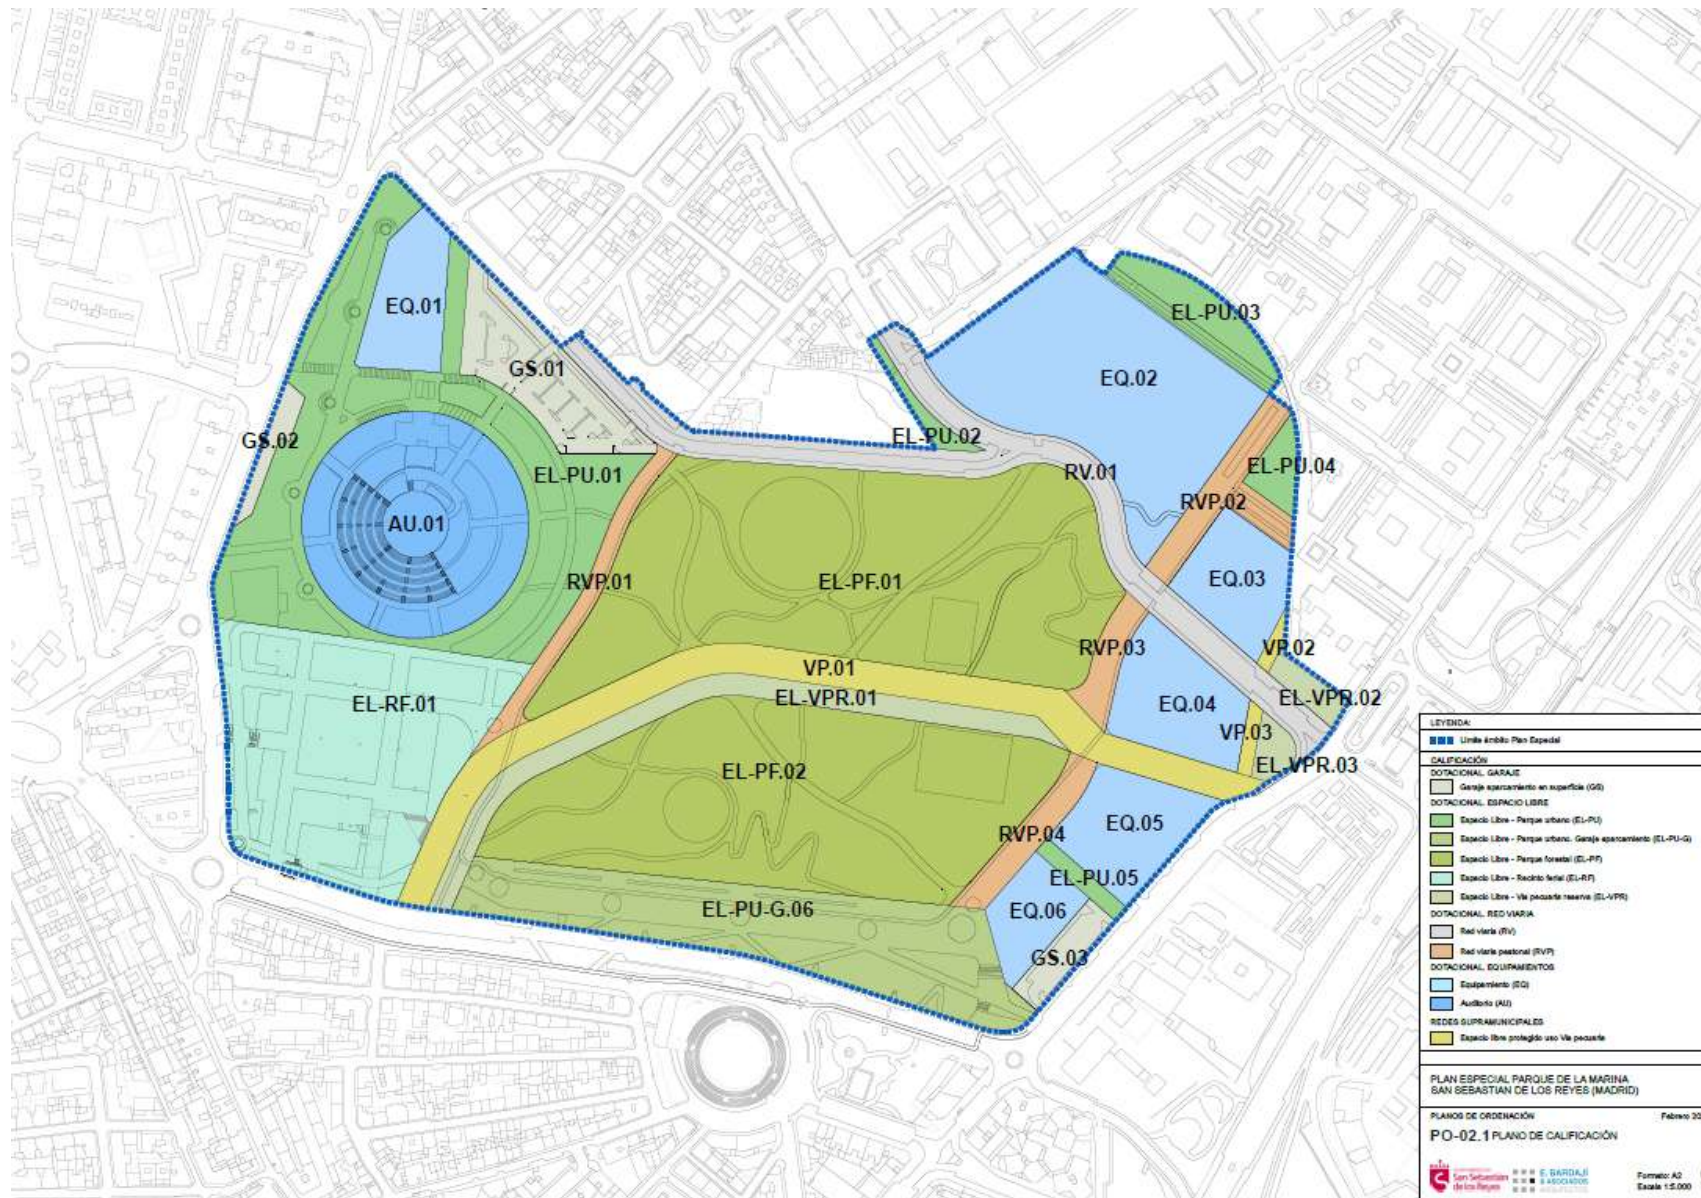 EQ.01
EL-PU.03
GS.01
EQ.02
GS.02
EL-PU.02
EL-PU.01
RV.01
EL-PU.04
AU.01
RVP.02
RVP.01
EL-PF.01
EQ.03
RVP.03
VP.02
VP.01
EL-RF.01
EL-VPR.01
EQ.04
EL-VPR.02
VP.03
EL-PF.02
EL-VPR.03
RVP.04
EQ.05
EL-PU.05
EL-PU-G.06
EQ.06
GS.03
LEYENDA:
Límite ámbito Plan Especial
CALIFICACIÓN
DOTACIONAL. GARAJE
Garaje aparcamiento en superficie (GS)
DOTACIONAL. ESPACIO LIBRE
Espacio Libre - Parque urbano (EL-PU)
Espacio Libre - Parque urbano. Garaje aparcamiento (EL-PU-G)
Espacio Libre - Parque forestal (EL-PF)
Espacio Libre - Recinto ferial (EL-RF)
Espacio Libre - Vía pecuaria reserva (EL-VPR)
DOTACIONAL. RED VIARIA
Red viaria (RV)
Red viaria peatonal (RVP)
DOTACIONAL. EQUIPAMIENTOS
Equipamiento (EQ)
Auditorio (AU)
REDES SUPRAMUNICIPALES
Espacio libre protegido uso Vía pecuaria
PLAN ESPECIAL PARQUE DE LA MARINA
SAN SEBASTIAN DE LOS REYES (MADRID)
PLANOS DE ORDENACIÓN Febrero 20
PO-02.1 PLANO DE CALIFICACIÓN
San Sebastián
de los Reyes
E. BARDAJÍ
& ASOCIADOS
Formato: A2
Escala 1:5.000